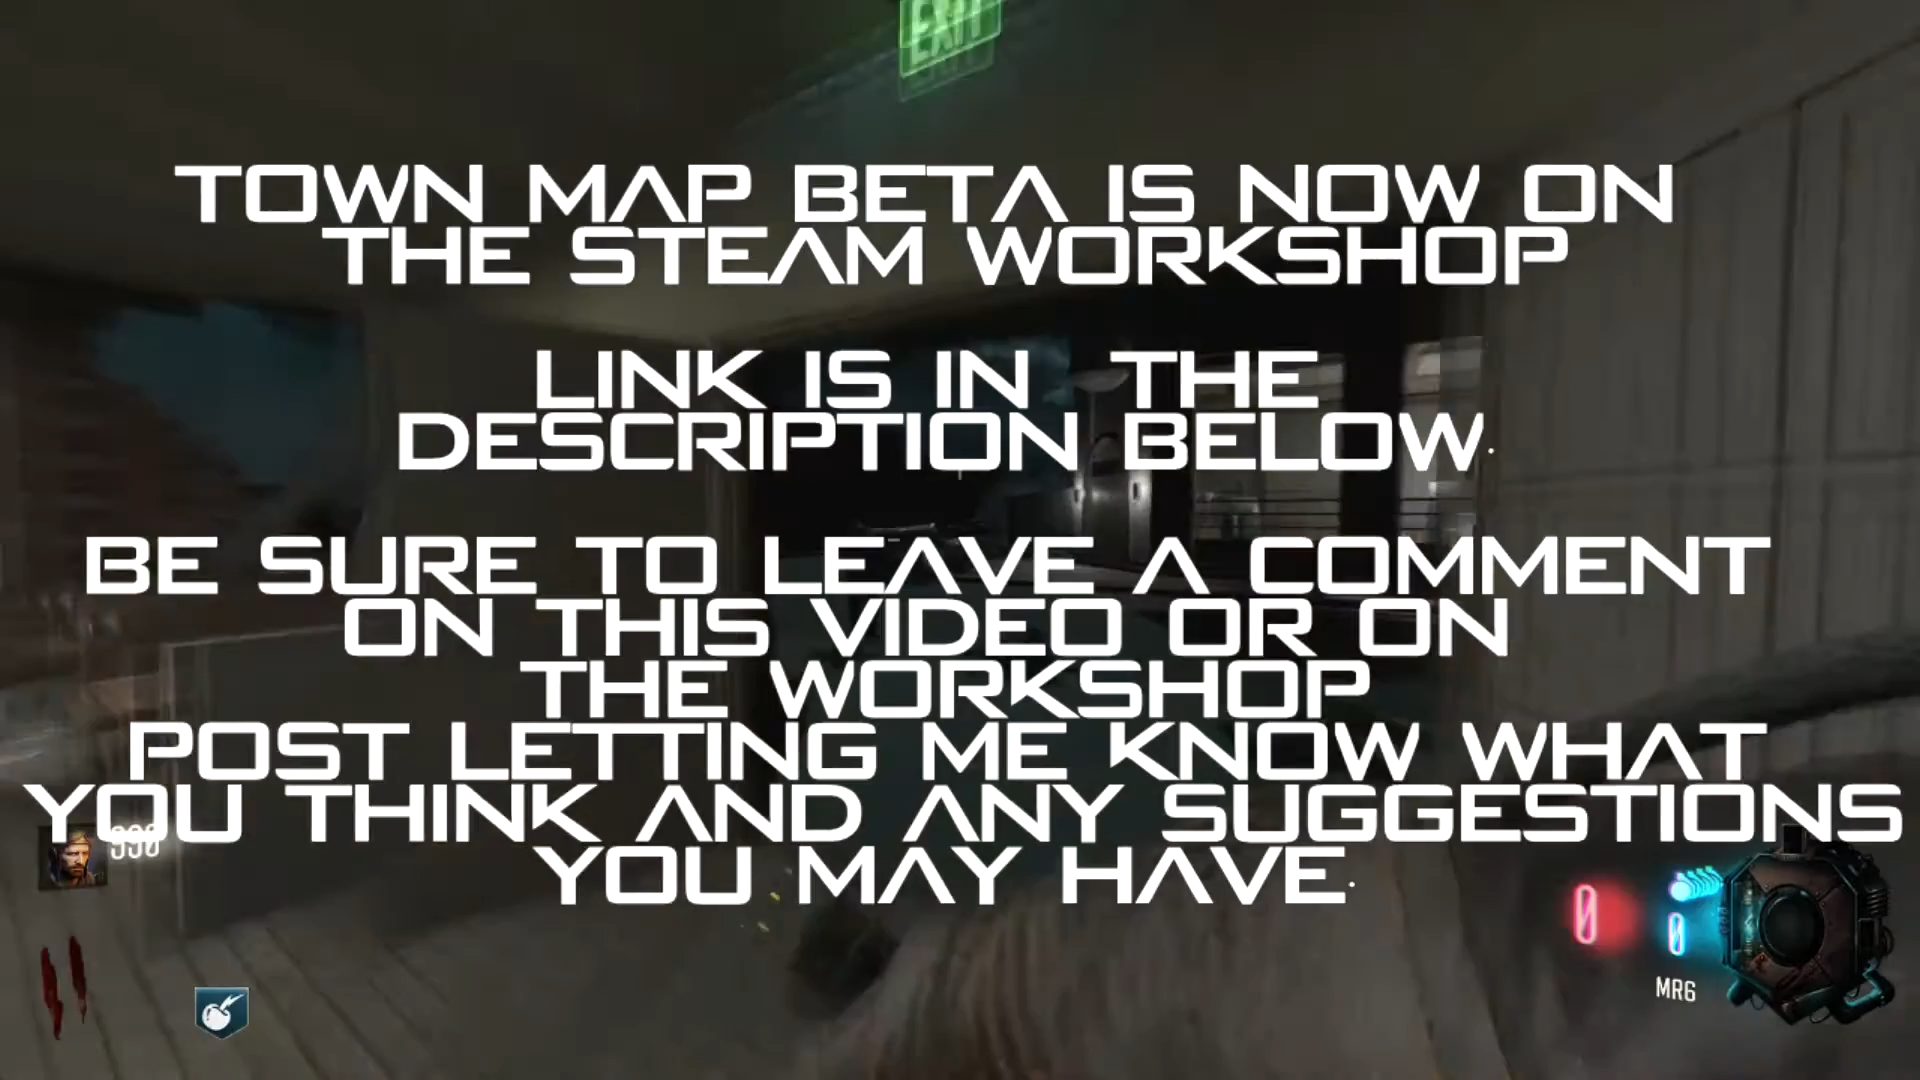 EXIT
TOWN MAP BETA IS NOW ON
THE STEAM WORKSHOP
LINK IS IN THE
DESCRIPTION BELOW.
BE SURE TO LEAVE A COMMENT
ON THIS VIDEO OR ON
THE WORKSHOP
POST LETTING ME KNOW WHAT
YOU THINK AND ANY SUGGESTIONS
YOU MAY HAVE.
990
0
0
MR6